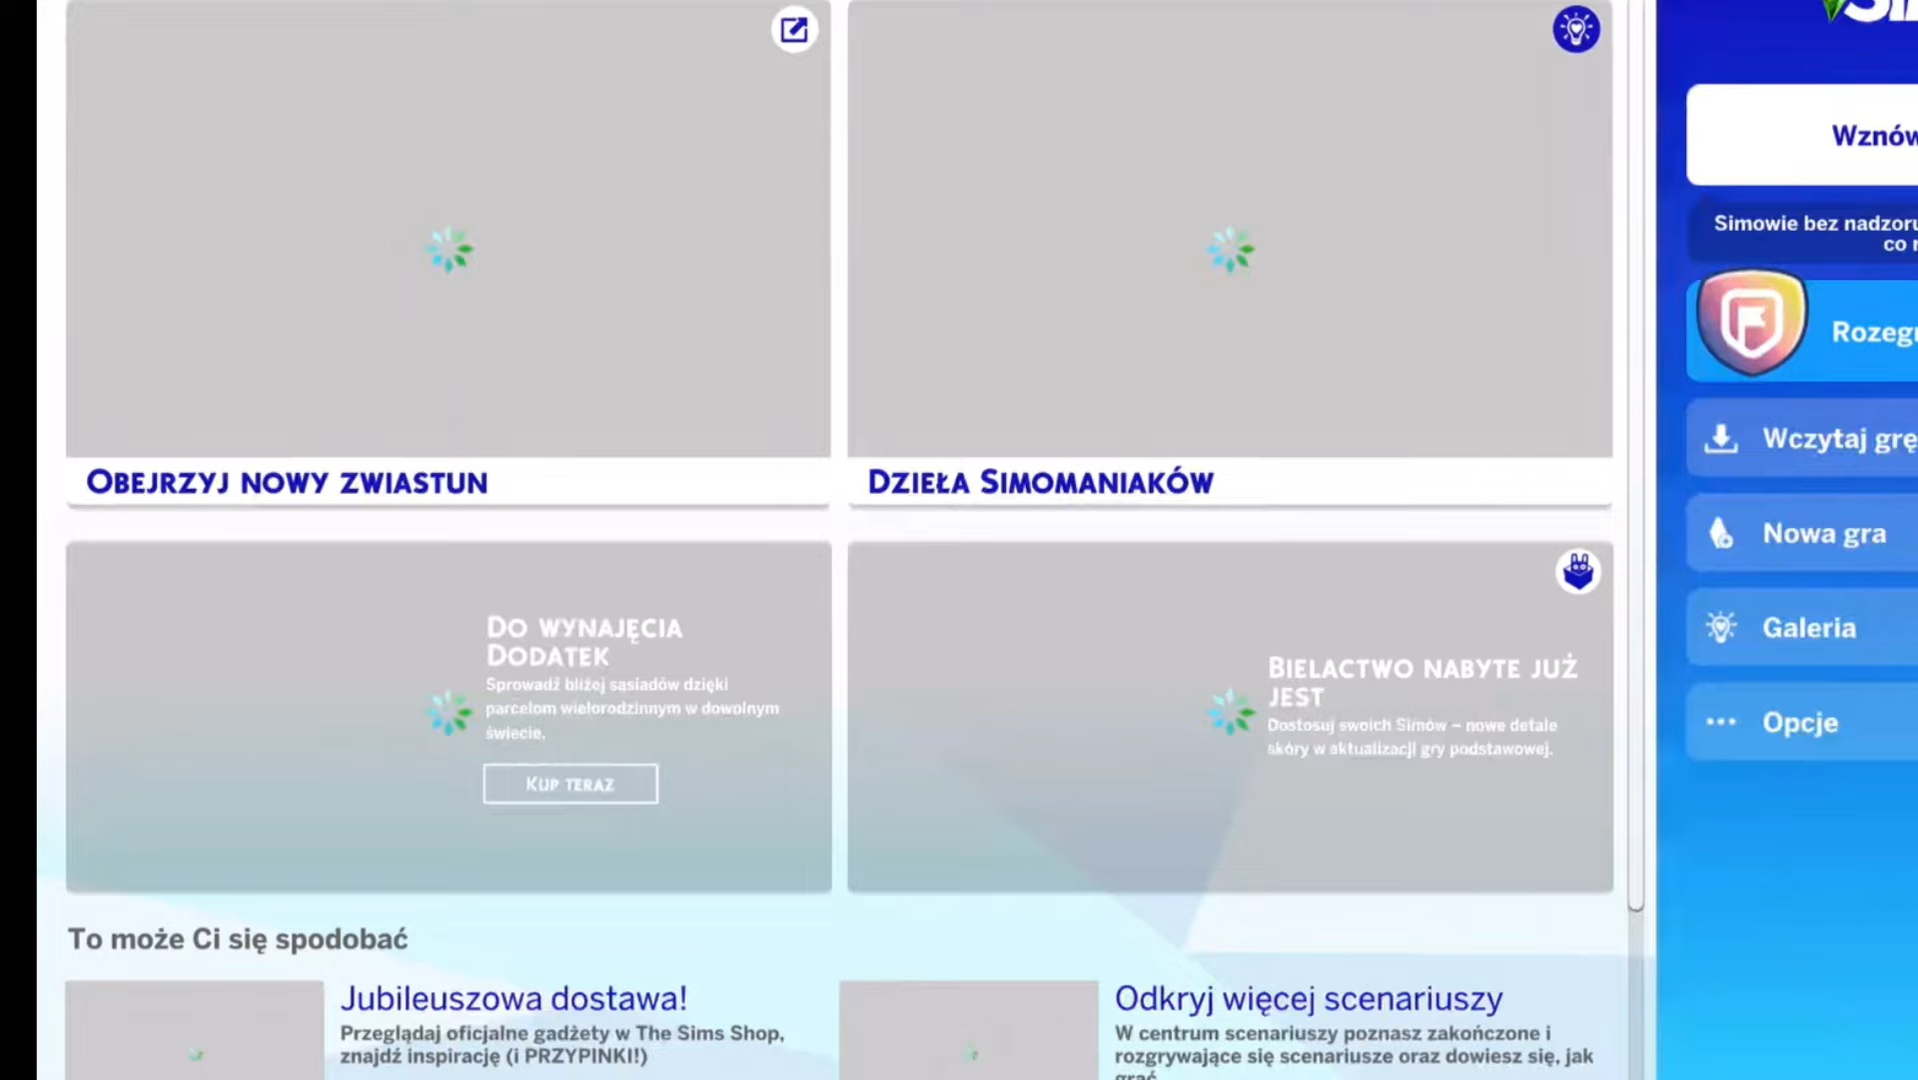 Obejrzyj nowy zwiastun
Dzieła Simomaniaków
Do wynajęcia
Dodatek
Sprowadź bliżej sąsiadów dzięki
parcelom wielorodzinnym w dowolnym
świecie.
Kup teraz
Bielactwo nabyte już
jest
Dostosuj swoich Simów – nowe detale
skóry w aktualizacji gry podstawowej.
To może Ci się spodobać
Jubileuszowa dostawa!
Przeglądaj oficjalne gadżety w The Sims Shop,
znajdź inspirację (i PRZYPINKI!)
Odkryj więcej scenariuszy
W centrum scenariuszy poznasz zakończone i
rozgrywające się scenariusze oraz dowiesz się, jak
grać
Wznów
Simowie bez nadzoru
co
Wczytaj grę
Nowa gra
Galeria
Opcje